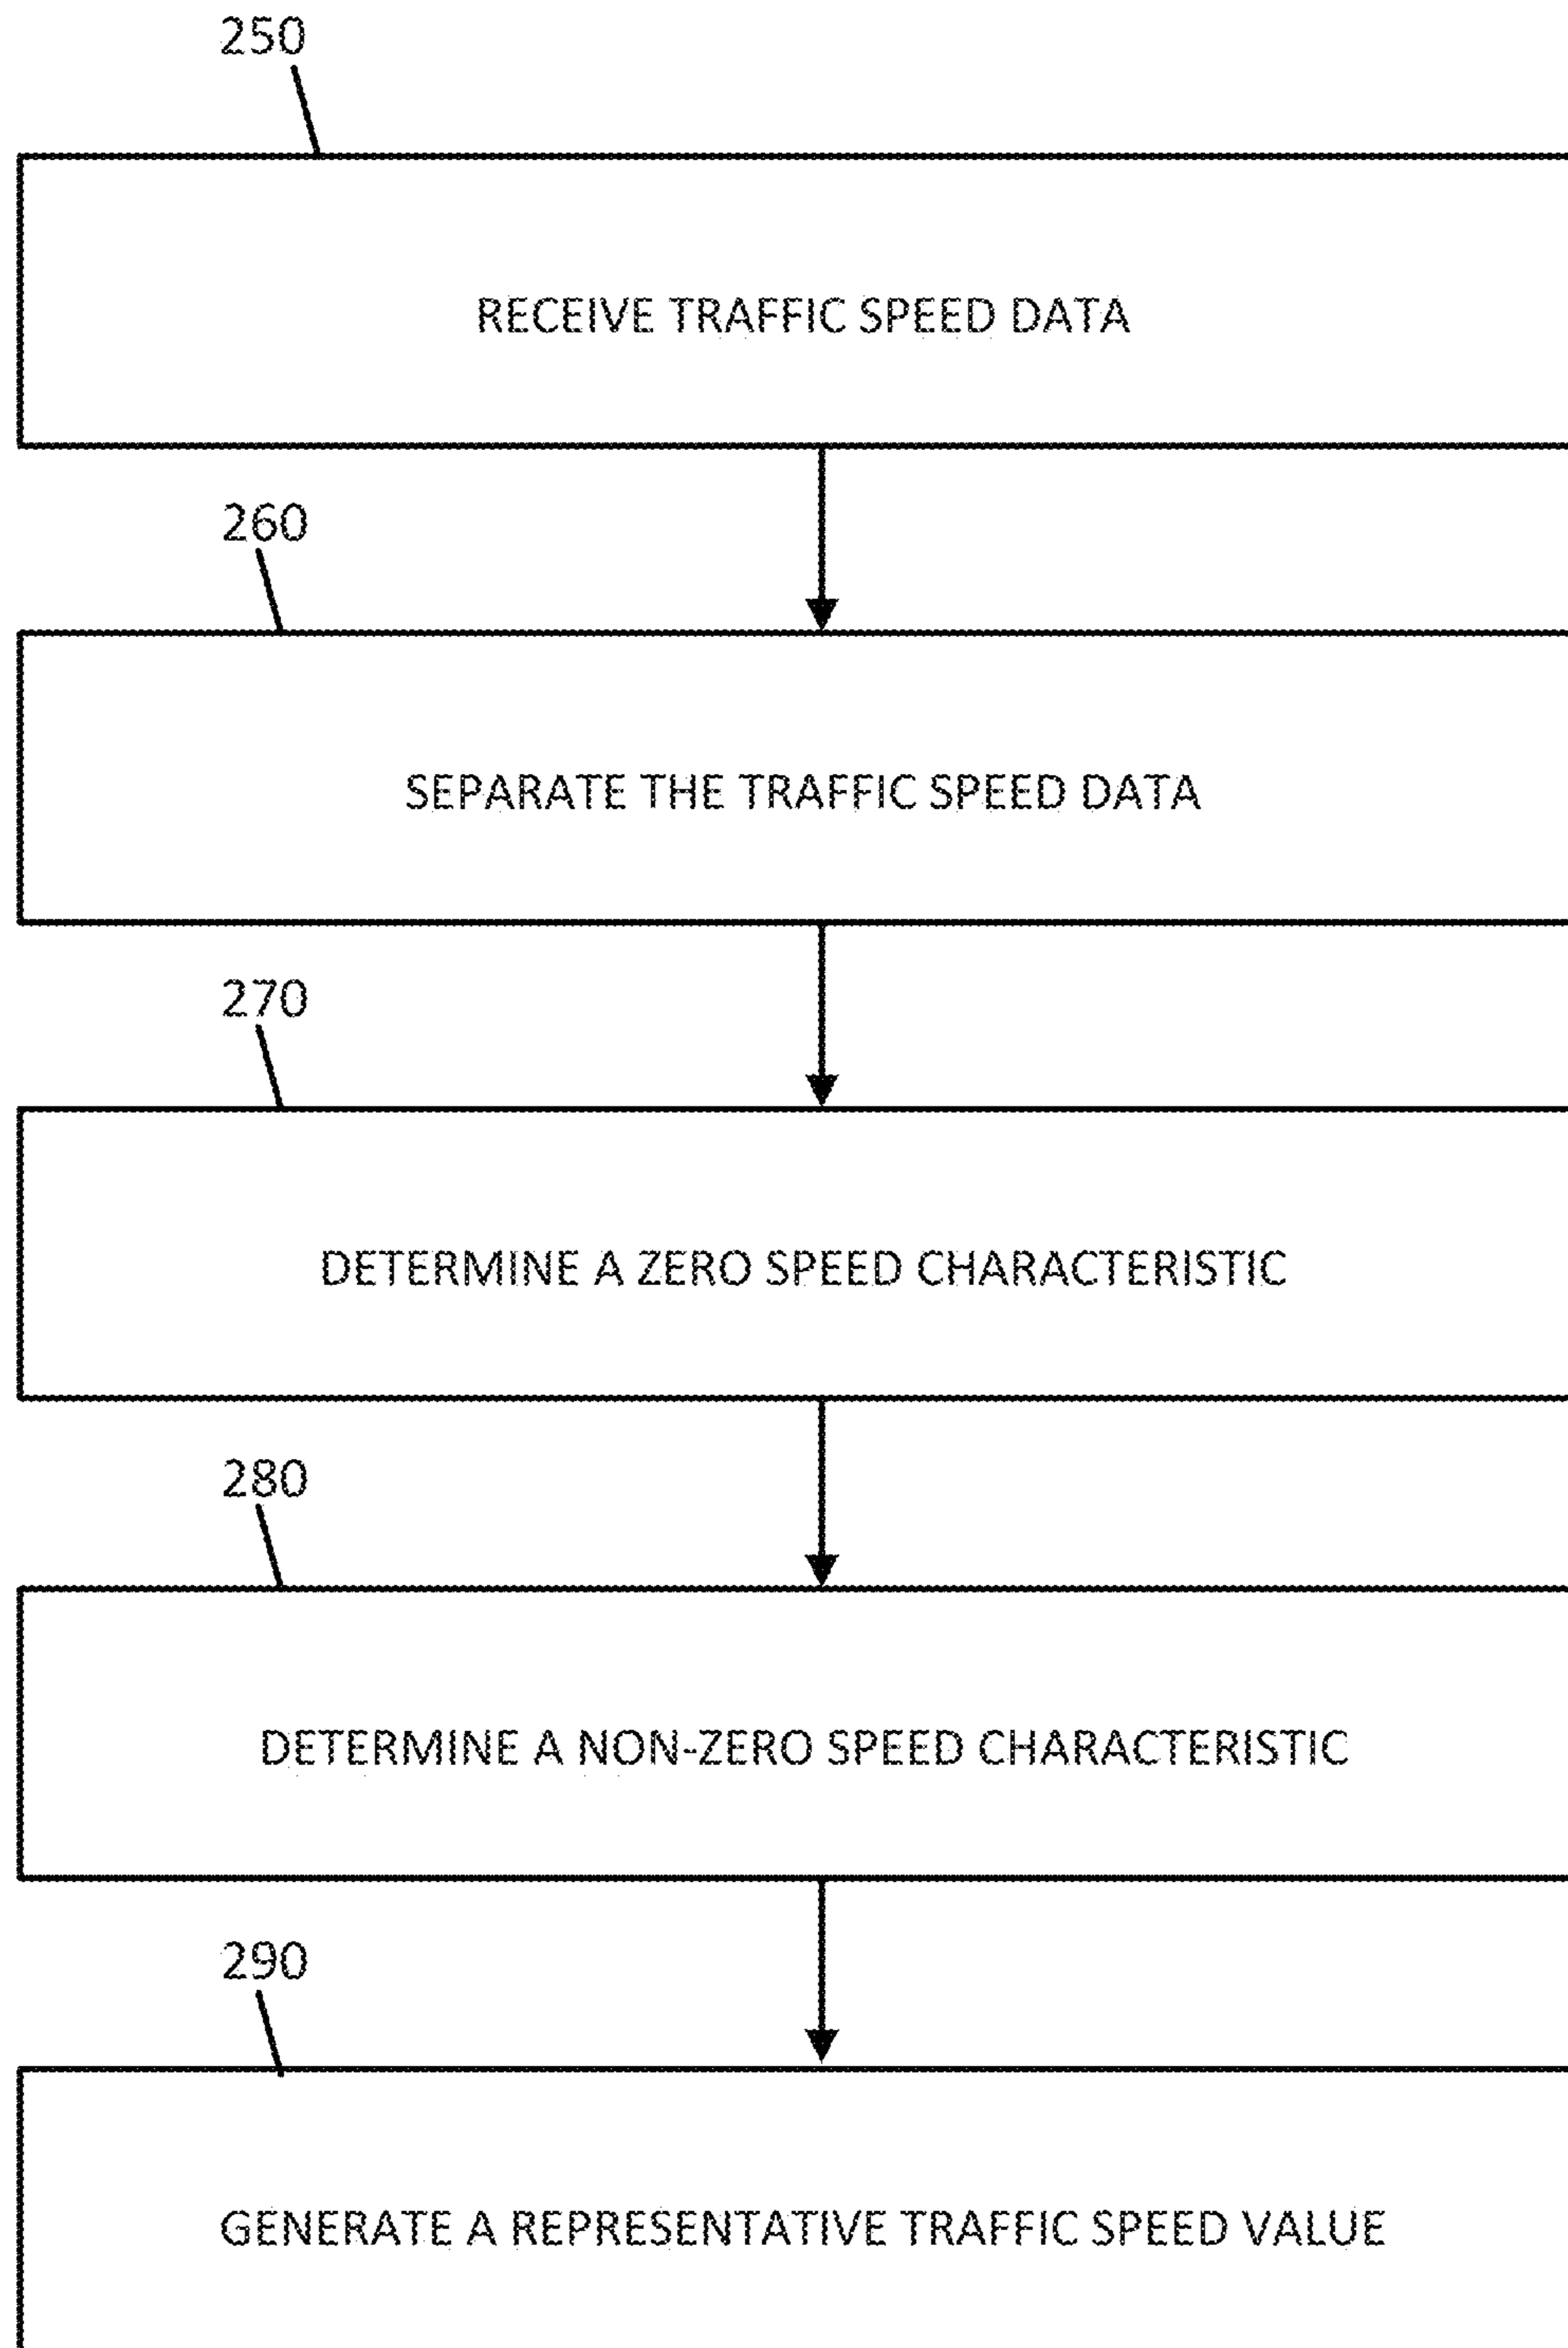 250
RECEIVE TRAFFIC SPEED DATA
260
SEPARATE THE TRAFFIC SPEED DATA
270
DETERMINE A ZERO SPEED CHARACTERISTIC
280
DETERMINE A NON-ZERO SPEED CHARACTERISTIC
290
GENERATE A REPRESENTATIVE TRAFFIC SPEED VALUE